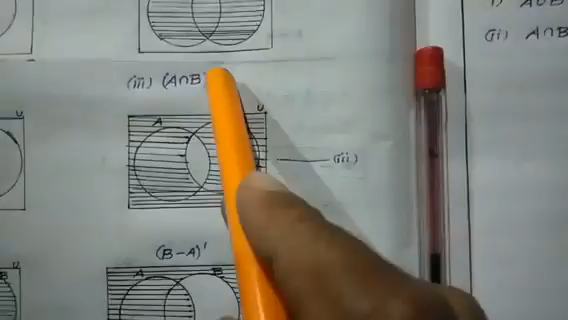 i) A∪B
(ii) A∩B
(iii) (A∩B)
U
U
A
(iii)
(B-A)'
U
B
A
B